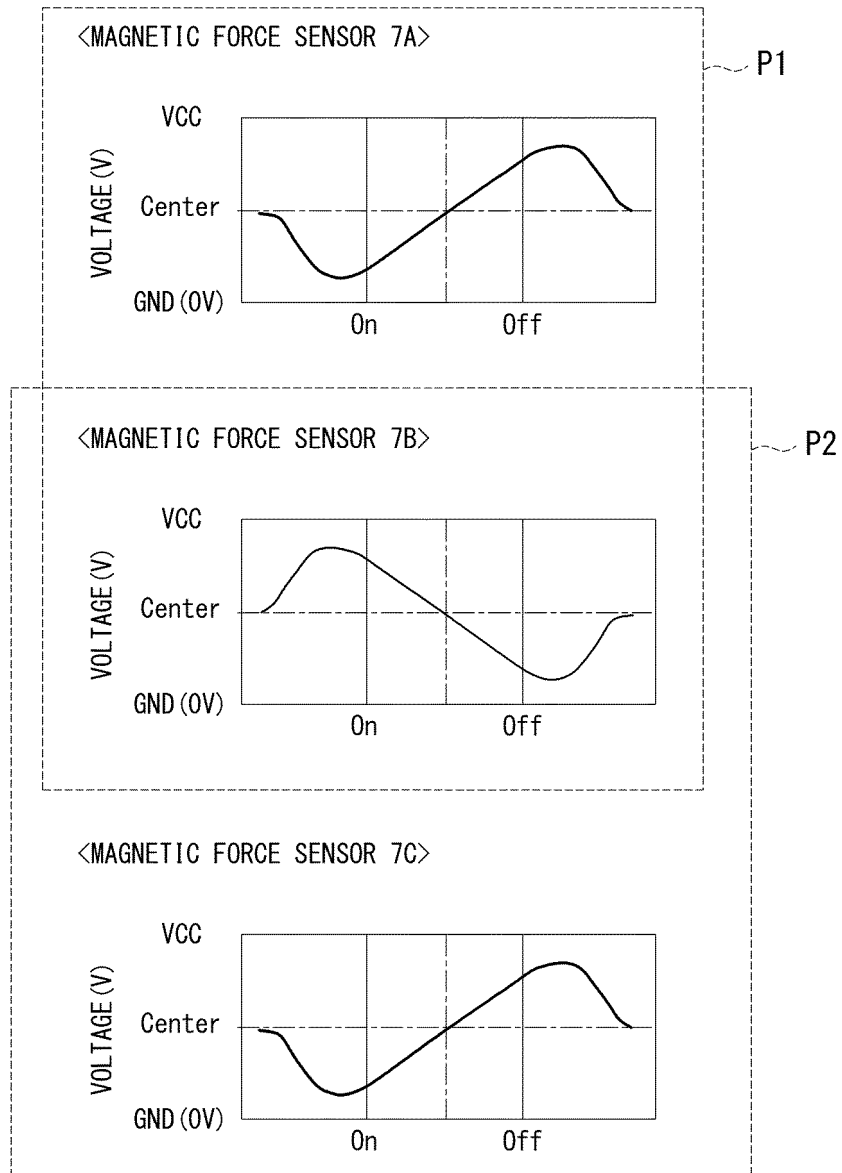 <MAGNETIC FORCE SENSOR 7A>
P1
VCC
VOLTAGE(V)
Center
GND(0V)
On
Off
<MAGNETIC FORCE SENSOR 7B>
P2
VCC
VOLTAGE(V)
Center
GND(0V)
On
Off
<MAGNETIC FORCE SENSOR 7C>
VCC
VOLTAGE(V)
Center
GND(0V)
On
Off